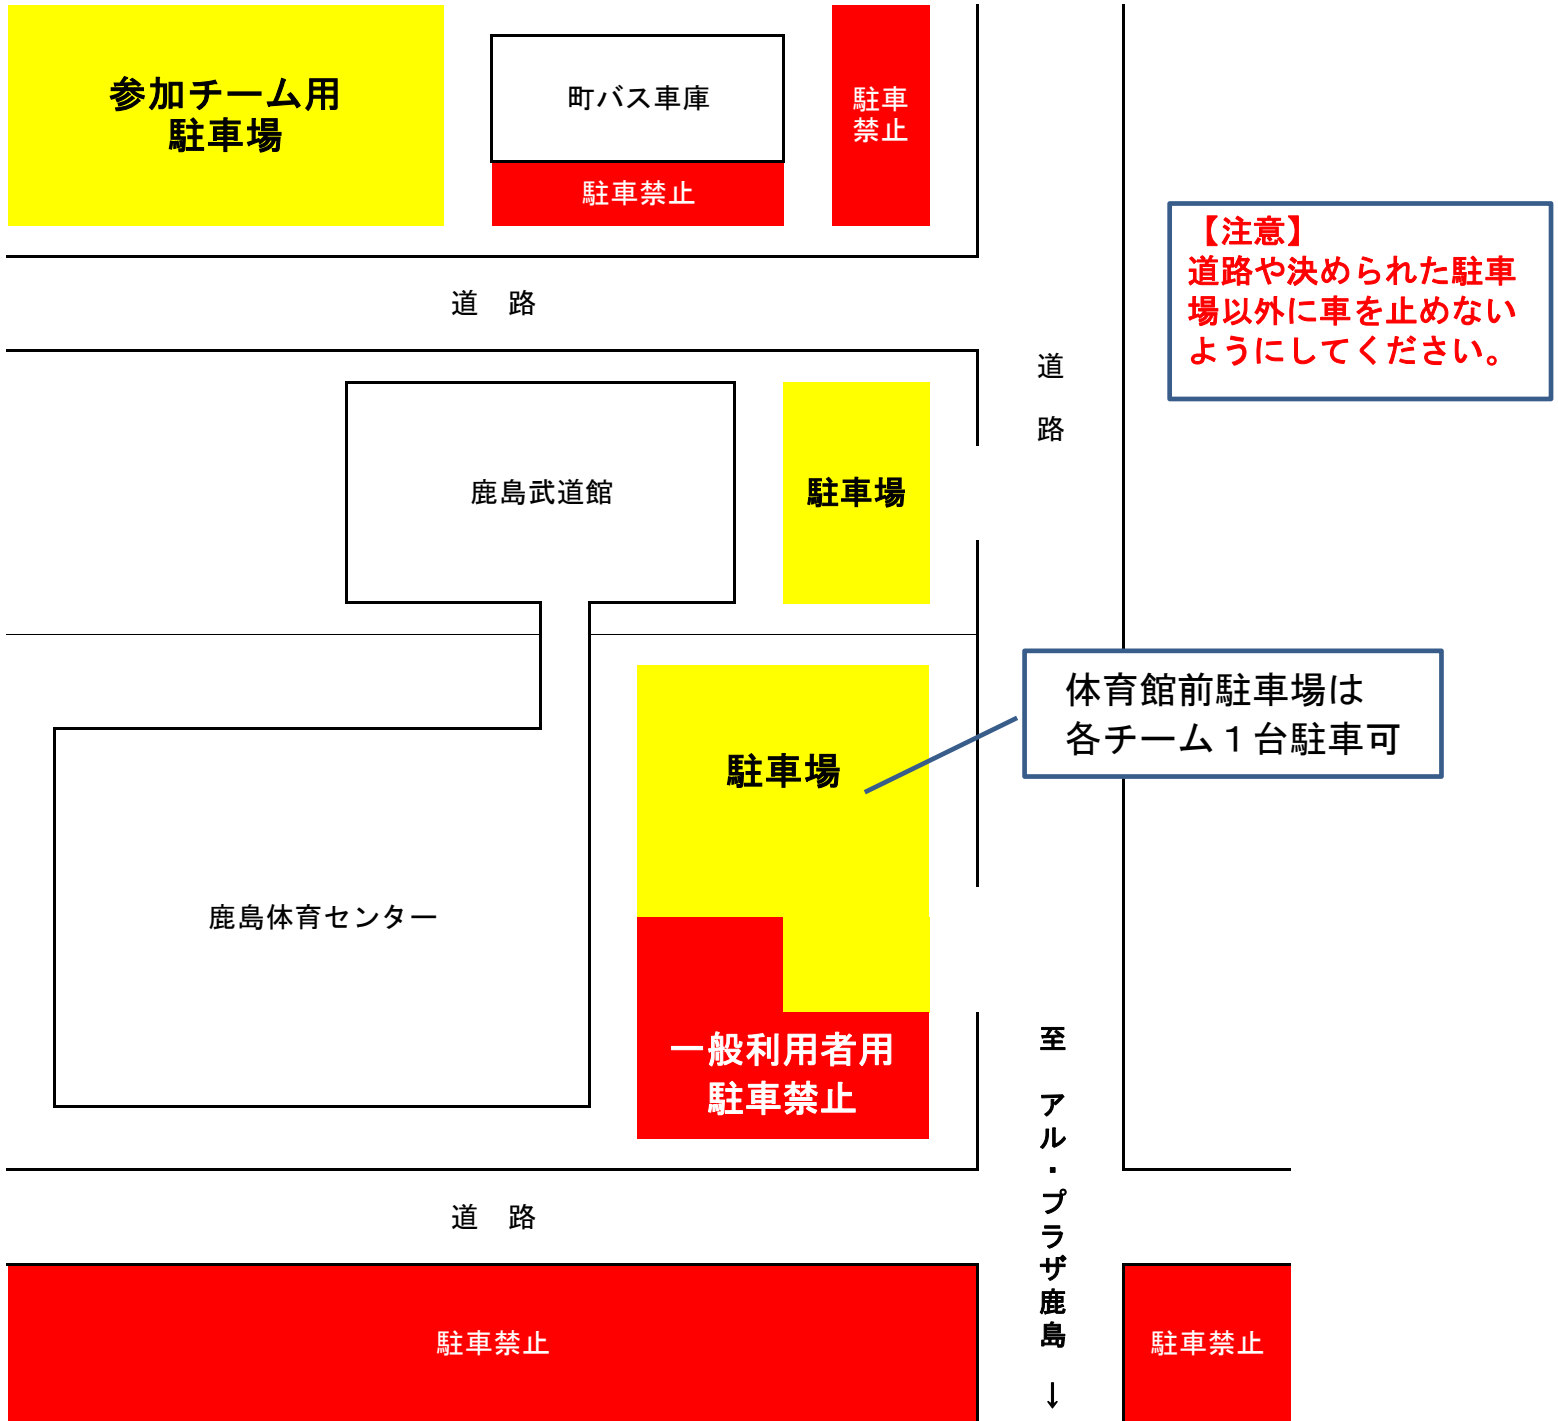 参加チーム用
駐車場
町バス車庫
駐車
禁止
駐車禁止
【注意】
道路や決められた駐車
場以外に車を止めない
ようにしてください。
道　路
道
路
鹿島武道館
駐車場
体育館前駐車場は
各チーム１台駐車可
駐車場
鹿島体育センター
一般利用者用
駐車禁止
至　アル・プラザ鹿島　↓
道　路
駐車禁止
駐車禁止